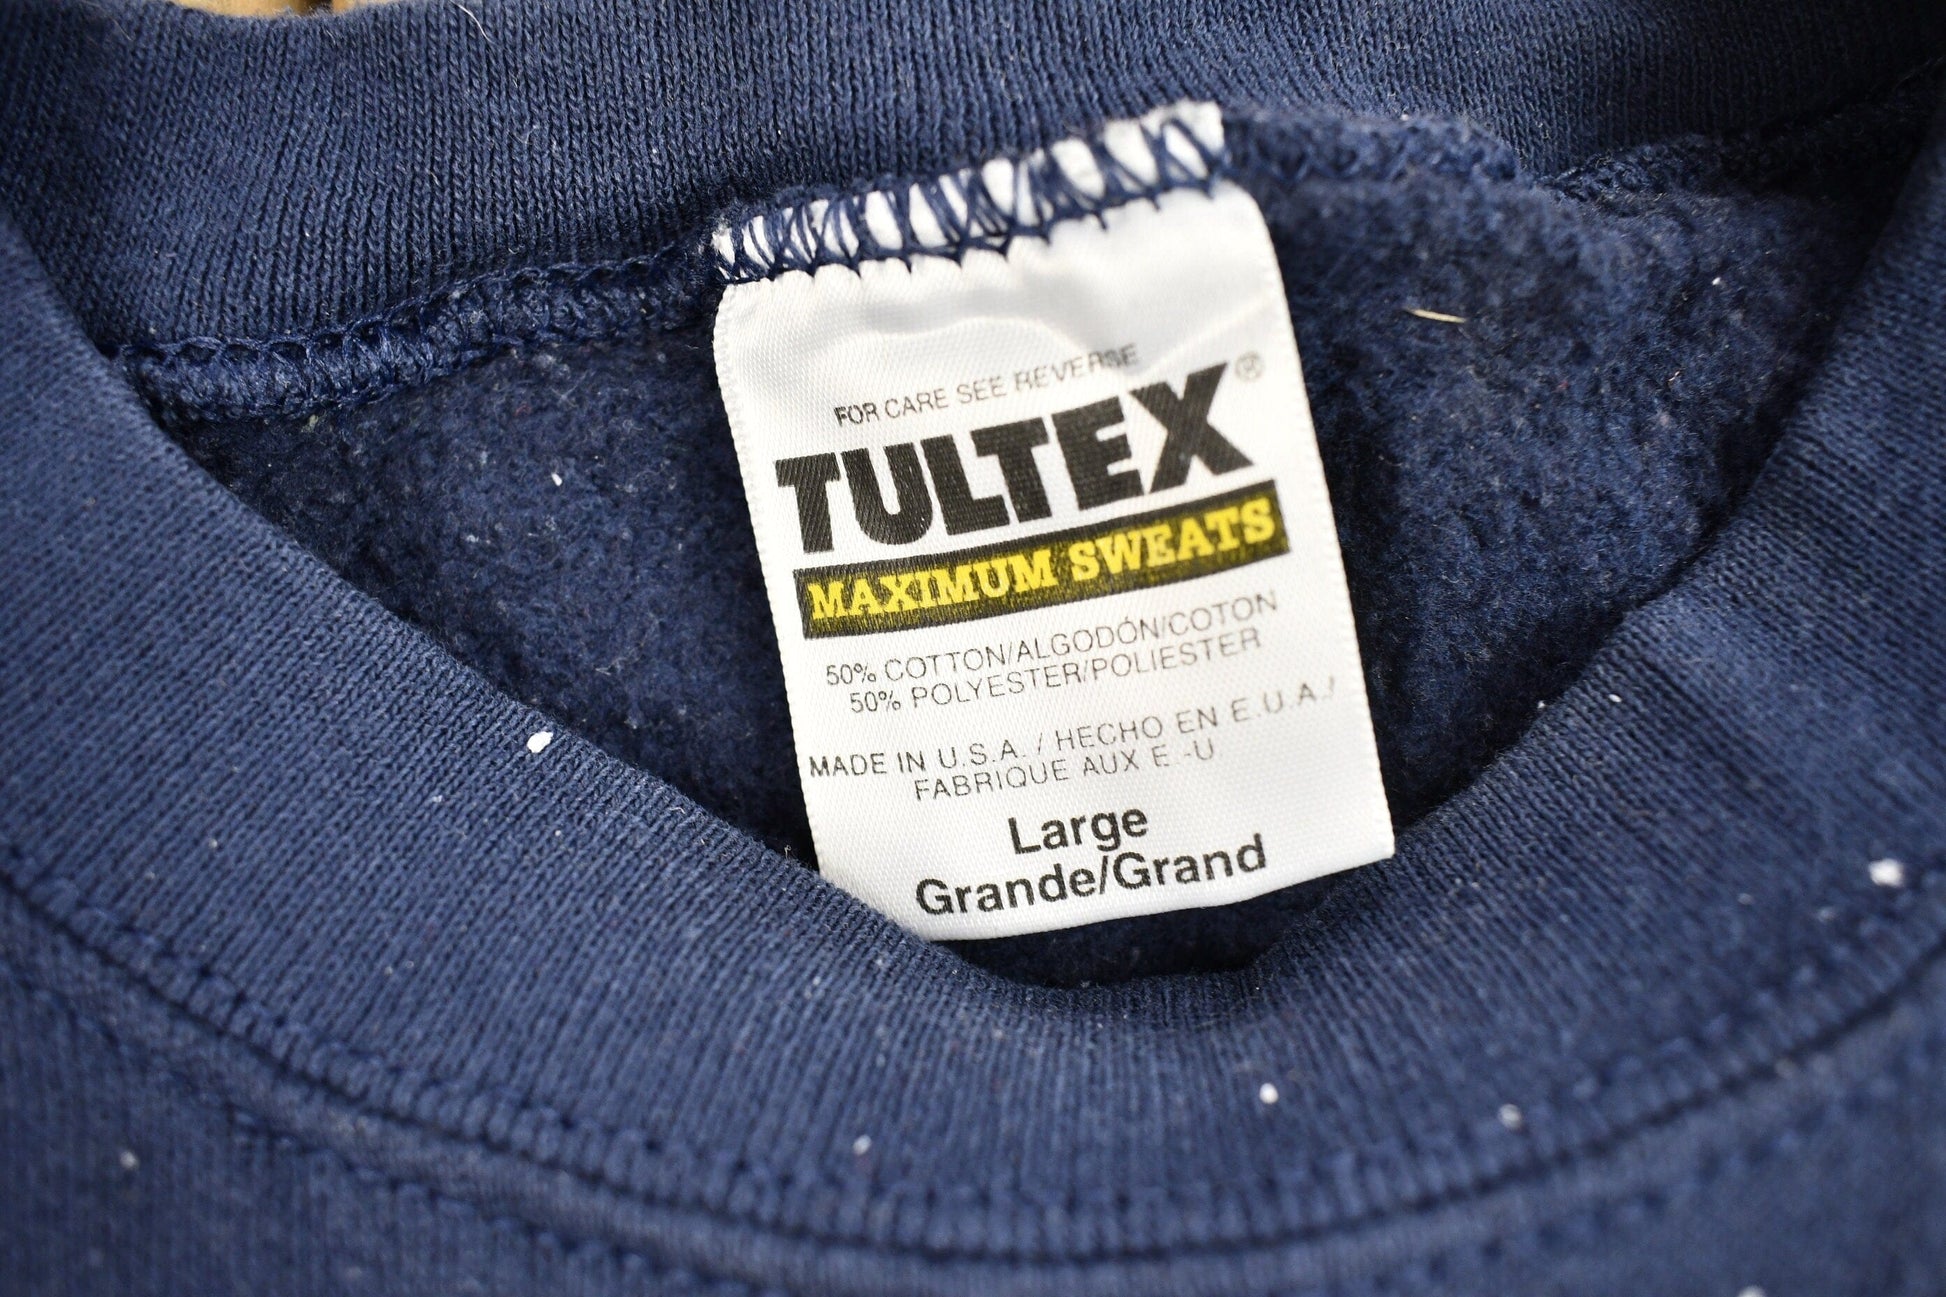 FOR CARE SEE REVERSE
TULTEX®
MAXIMUM SWEATS
50% COTTON/ALGODÓN/COTON
50% POLYESTER/POLIESTER
MADE IN U.S.A. / HECHO EN E.U.A./
FABRIQUE AUX E.-U
Large
Grande/Grand